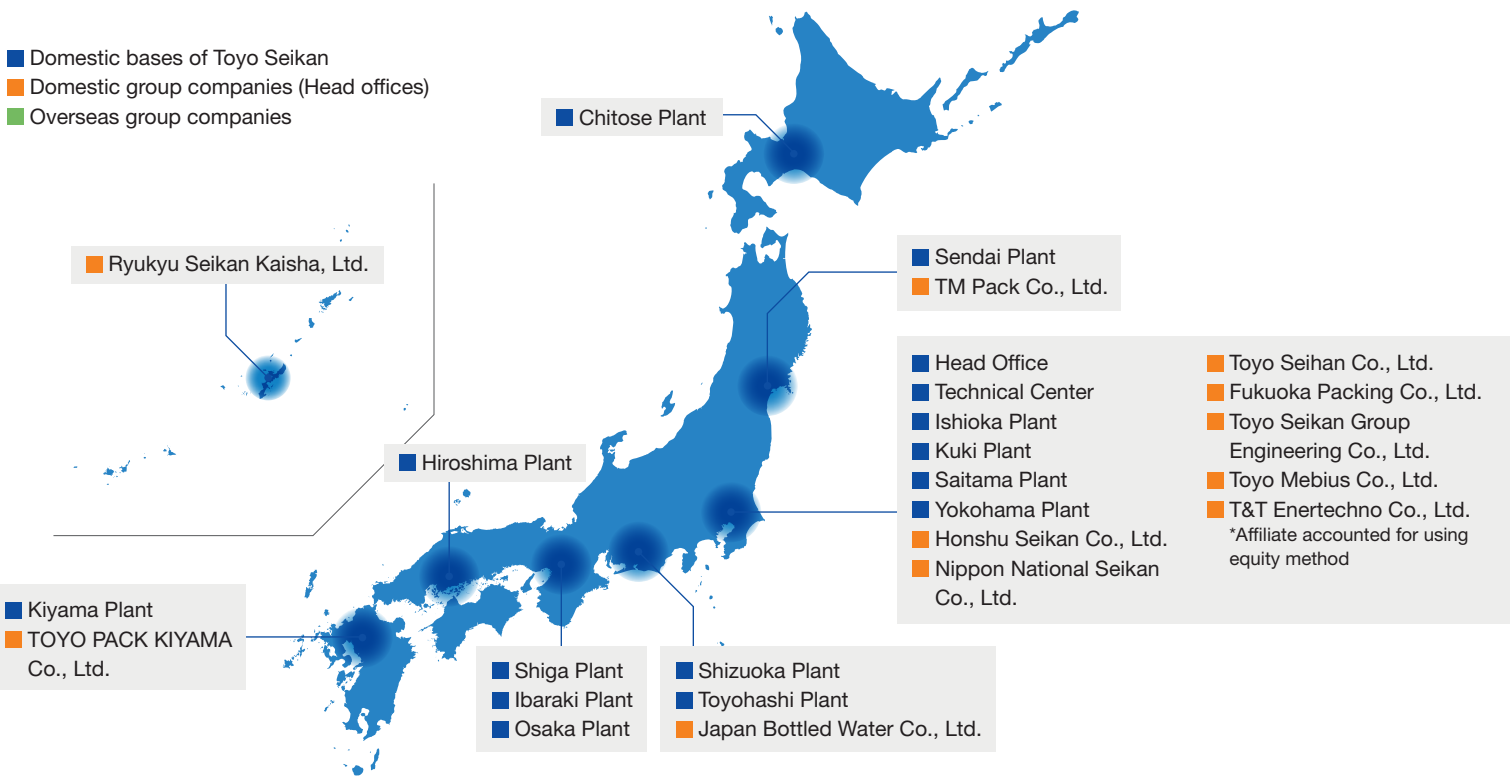 Domestic bases of Toyo Seikan
Domestic group companies (Head offices)
Overseas group companies
Chitose Plant
Ryukyu Seikan Kaisha, Ltd.
Sendai Plant
TM Pack Co., Ltd.
Head Office
Technical Center
Ishioka Plant
Kuki Plant
Saitama Plant
Yokohama Plant
Honshu Seikan Co., Ltd.
Nippon National Seikan
Co., Ltd.
Toyo Seihan Co., Ltd.
Fukuoka Packing Co., Ltd.
Toyo Seikan Group
Engineering Co., Ltd.
Toyo Mebius Co., Ltd.
T&T Enertechno Co., Ltd.
*Affiliate accounted for using
equity method
Hiroshima Plant
Kiyama Plant
TOYO PACK KIYAMA
Co., Ltd.
Shiga Plant
Ibaraki Plant
Osaka Plant
Shizuoka Plant
Toyohashi Plant
Japan Bottled Water Co., Ltd.